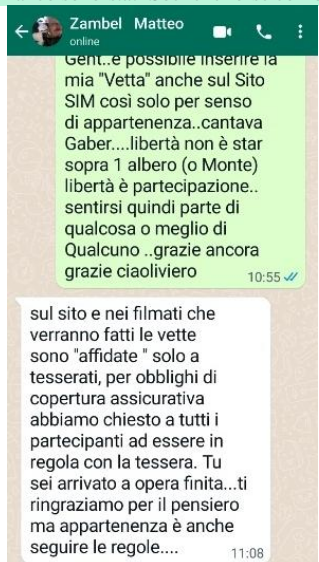 Zambel Matteo
online
Gent..è possibile inserire la
mia "Vetta" anche sul Sito
SIM così solo per senso
di appartenenza..cantava
Gaber....libertà non è star
sopra 1 albero (o Monte)
libertà è partecipazione..
sentirsi quindi parte di
qualcosa o meglio di
Qualcuno ..grazie ancora
grazie ciaoliviero
10:55
sul sito e nei filmati che
verranno fatti le vette
sono "affidate " solo a
tesserati, per obblighi di
copertura assicurativa
abbiamo chiesto a tutti i
partecipanti ad essere in
regola con la tessera. Tu
sei arrivato a opera finita...ti
ringraziamo per il pensiero
ma appartenenza è anche
seguire le regole....
11:08